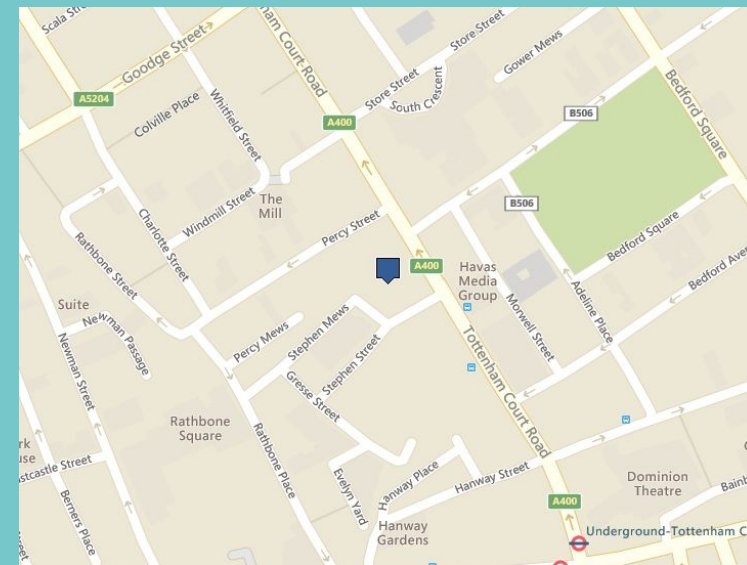 Scala Street
Goodge Street
Court Road
Store Street
Gower Mews
Store Street
South Crescent
Bedford Square
A5204
Colville Place
Whitfield Street
A400
B506
B506
The
Mill
Windmill Street
Charlotte Street
Percy Street
Rathbone Street
Bedford Square
A400
Havas
Media
Group
Adeline Place
Morwell Street
Suite
Newman Passage
Newman Street
Percy Mews
Stephen Mews
Stephen Street
Gresse Street
Tottenham Court Road
Rathbone
Square
Rathbone Place
Evelyn Yard
Hanway Place
Hanway Street
Berners Place
Hanway
Gardens
Dominion
Theatre
A400
Underground-Tottenham C